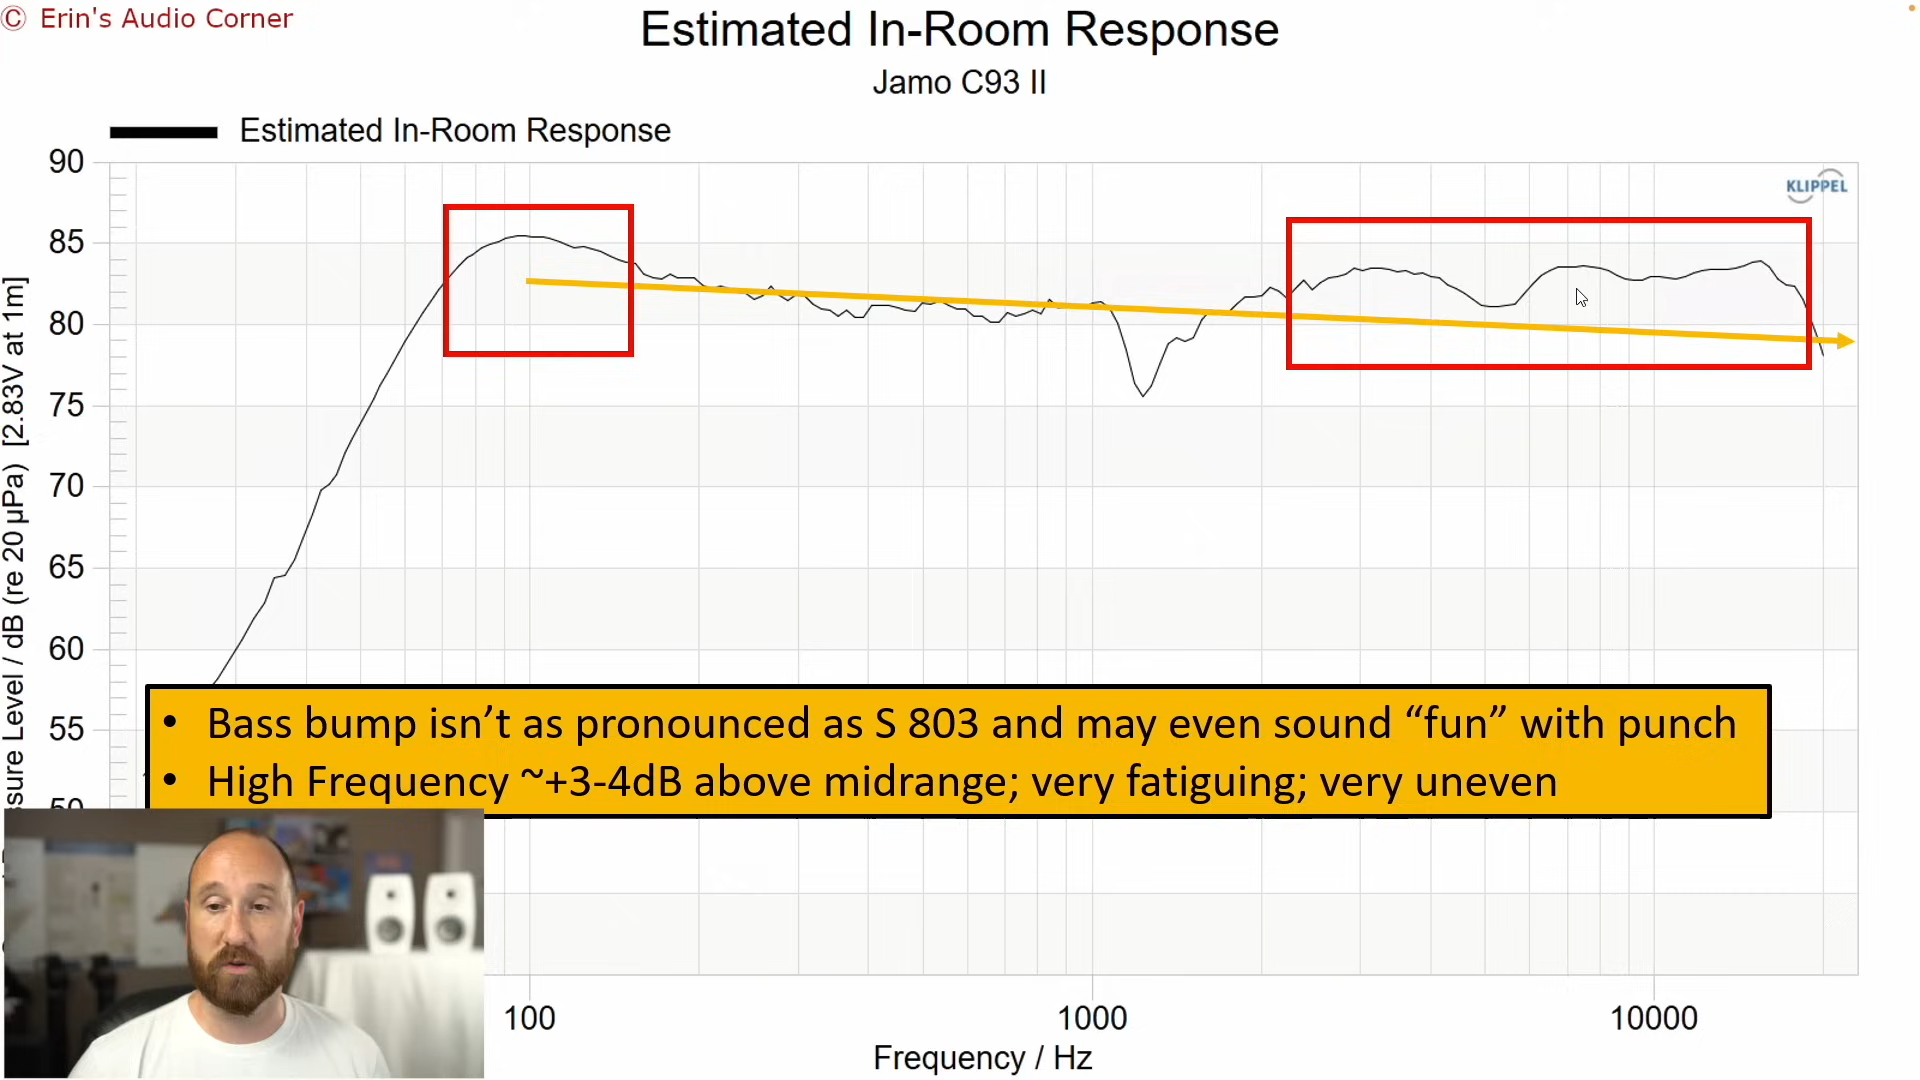 © Erin's Audio Corner
Estimated In-Room Response
Jamo C93 II
Estimated In-Room Response
KLIPPEL
90
85
80
75
70
65
60
55
ssure Level / dB (re 20 µPa) [2.83V at 1m]
• Bass bump isn’t as pronounced as S 803 and may even sound “fun” with punch
• High Frequency ~+3-4dB above midrange; very fatiguing; very uneven
100 1000 10000
Frequency / Hz